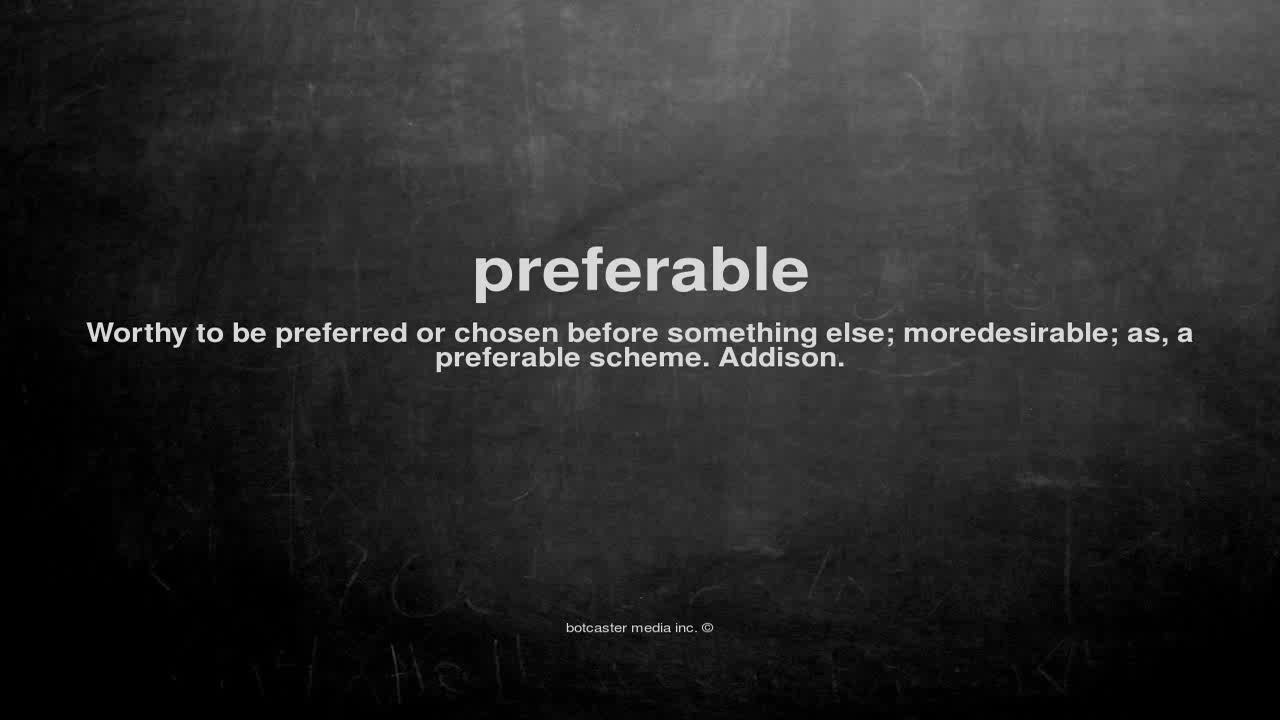 preferable
Worthy to be preferred or chosen before something else; moredesirable; as, a
preferable scheme. Addison.
botcaster media inc. ©